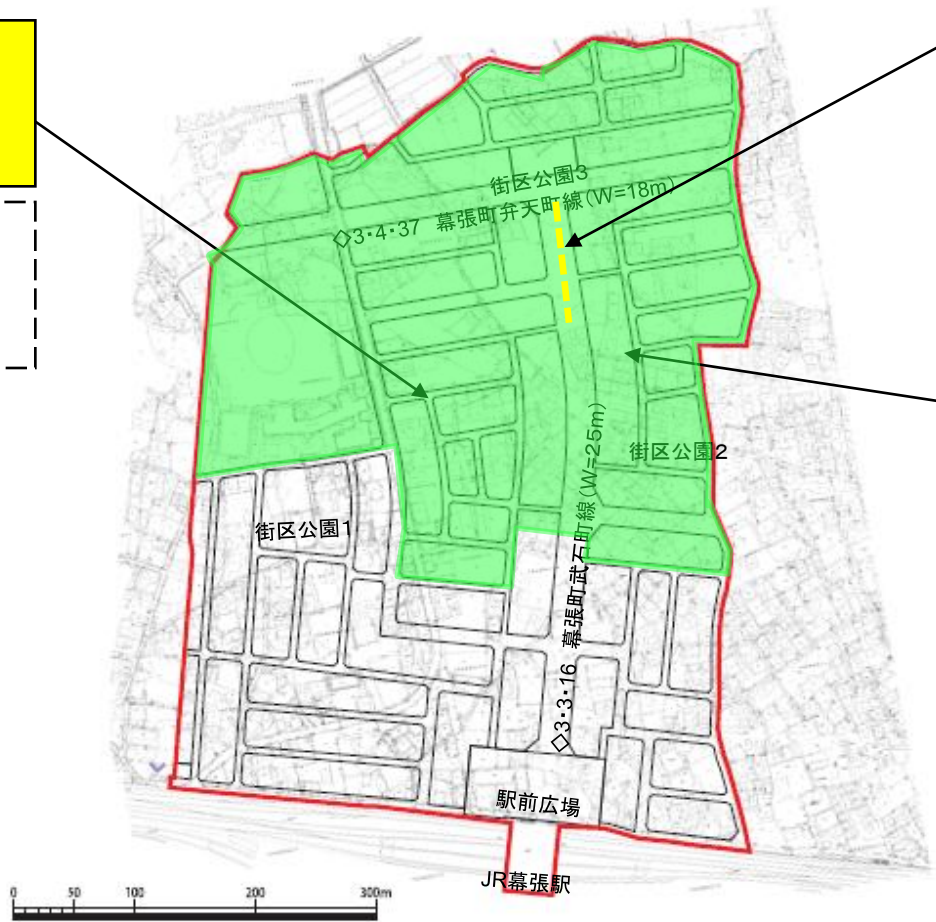 街区公園3
◇3・4・37 幕張町弁天町線(W=18m)
街区公園2
◇3・3・16 幕張町武石町線(W=25m)
街区公園1
駅前広場
JR幕張駅
0 50 100 200 300m